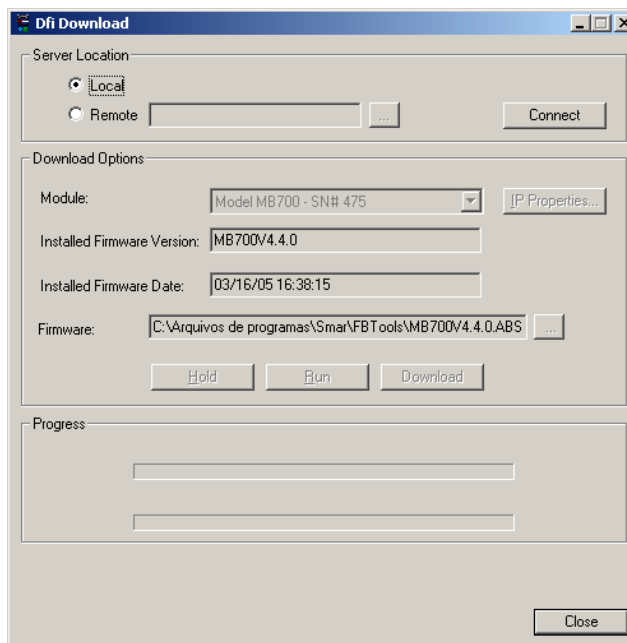 Dfi Download
Server Location
Local
Remote
...
Connect
Download Options
Module:
Model MB700 - SN# 475
IP Properties...
Installed Firmware Version:
MB700V4.4.0
Installed Firmware Date:
03/16/05 16:38:15
Firmware:
C:\Arquivos de programas\Smar\FBTools\MB700V4.4.0.ABS
...
Hold
Run
Download
Progress
Close